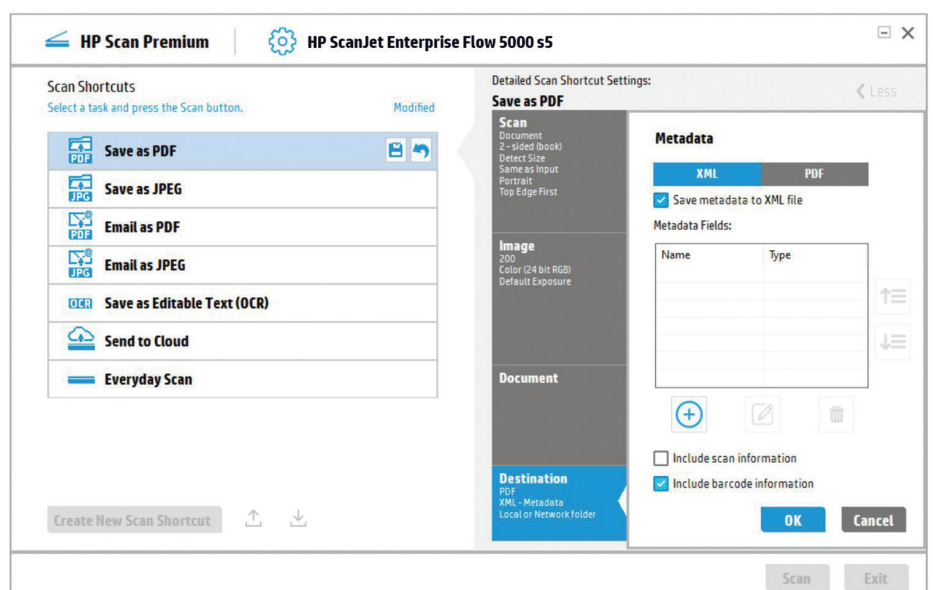 HP Scan Premium
HP ScanJet Enterprise Flow 5000 s5
Scan Shortcuts
Select a task and press the Scan button.
Modified
PDF
Save as PDF
JPG
Save as JPEG
PDF
Email as PDF
JPG
Email as JPEG
OCR
Save as Editable Text (OCR)
Send to Cloud
Everyday Scan
Create New Scan Shortcut
Detailed Scan Shortcut Settings:
Save as PDF
Less
Scan
Document
2 - sided (book)
Detect Size
Same as Input
Portrait
Top Edge First
Image
200
Color (24 bit RGB)
Default Exposure
Document
Destination
PDF
XML - Metadata
Local or Network folder
Metadata
XML
PDF
Save metadata to XML file
Metadata Fields:
Name
Type
Include scan information
Include barcode information
OK
Cancel
Scan
Exit